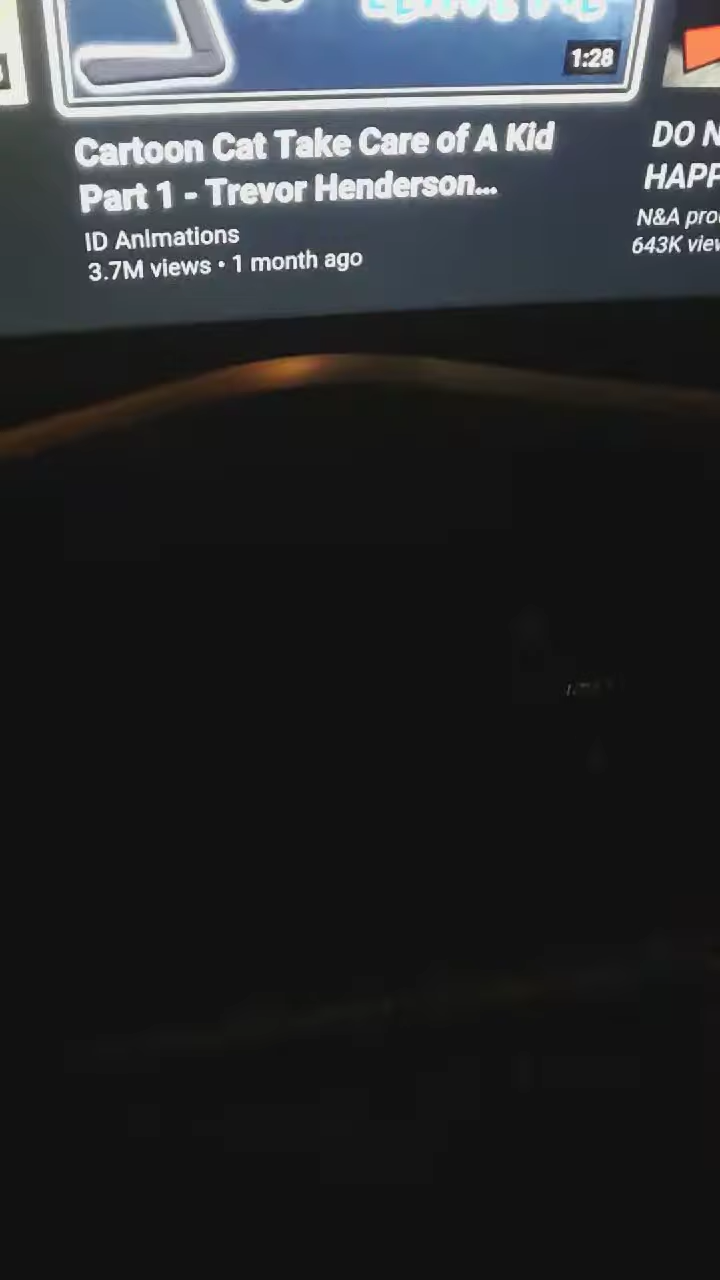 1:28
Cartoon Cat Take Care of A Kid
Part 1 - Trevor Henderson...
ID Animations
3.7M views • 1 month ago
DO N
HAPP
N&A pro
643K view